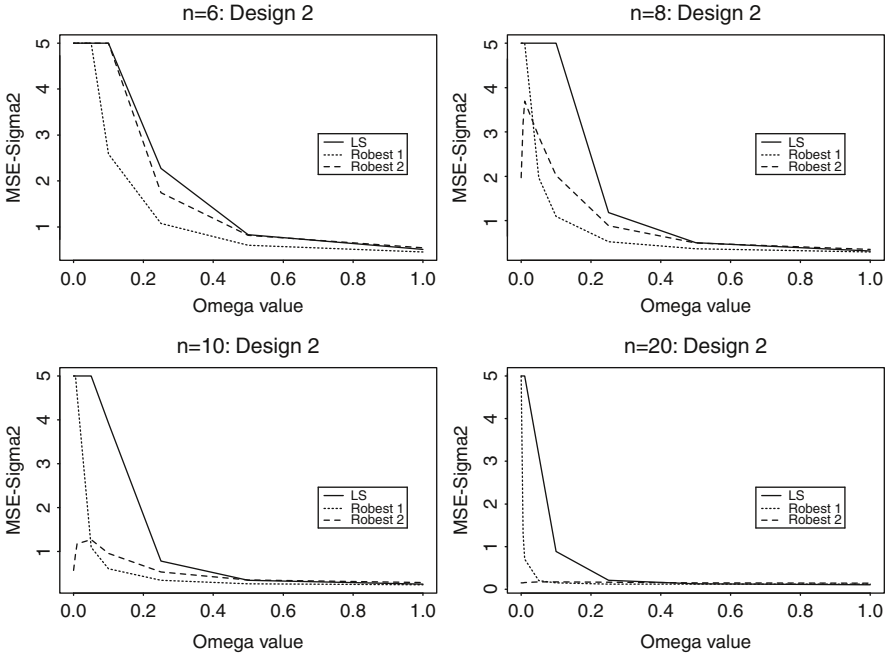 n=6: Design 2
MSE-Sigma2
5
4
3
2
1
LS
Robest 1
Robest 2
0.0 0.2 0.4 0.6 0.8 1.0
Omega value
n=8: Design 2
MSE-Sigma2
5
4
3
2
1
LS
Robest 1
Robest 2
0.0 0.2 0.4 0.6 0.8 1.0
Omega value
n=10: Design 2
MSE-Sigma2
5
4
3
2
1
LS
Robest 1
Robest 2
0.0 0.2 0.4 0.6 0.8 1.0
Omega value
n=20: Design 2
MSE-Sigma2
5
4
3
2
1
0
LS
Robest 1
Robest 2
0.0 0.2 0.4 0.6 0.8 1.0
Omega value